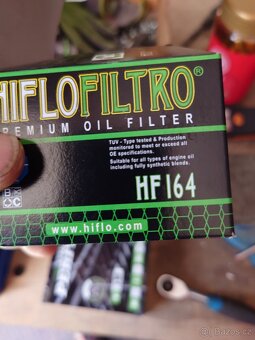 HIFLOFILTRO®
PREMIUM OIL FILTER
TUV - Type tested & Production
monitored to meet or exceed all
OE specifications.
Suitable for all types of engine oil
including fully synthetic blends.
HF164
www.hiflo.com